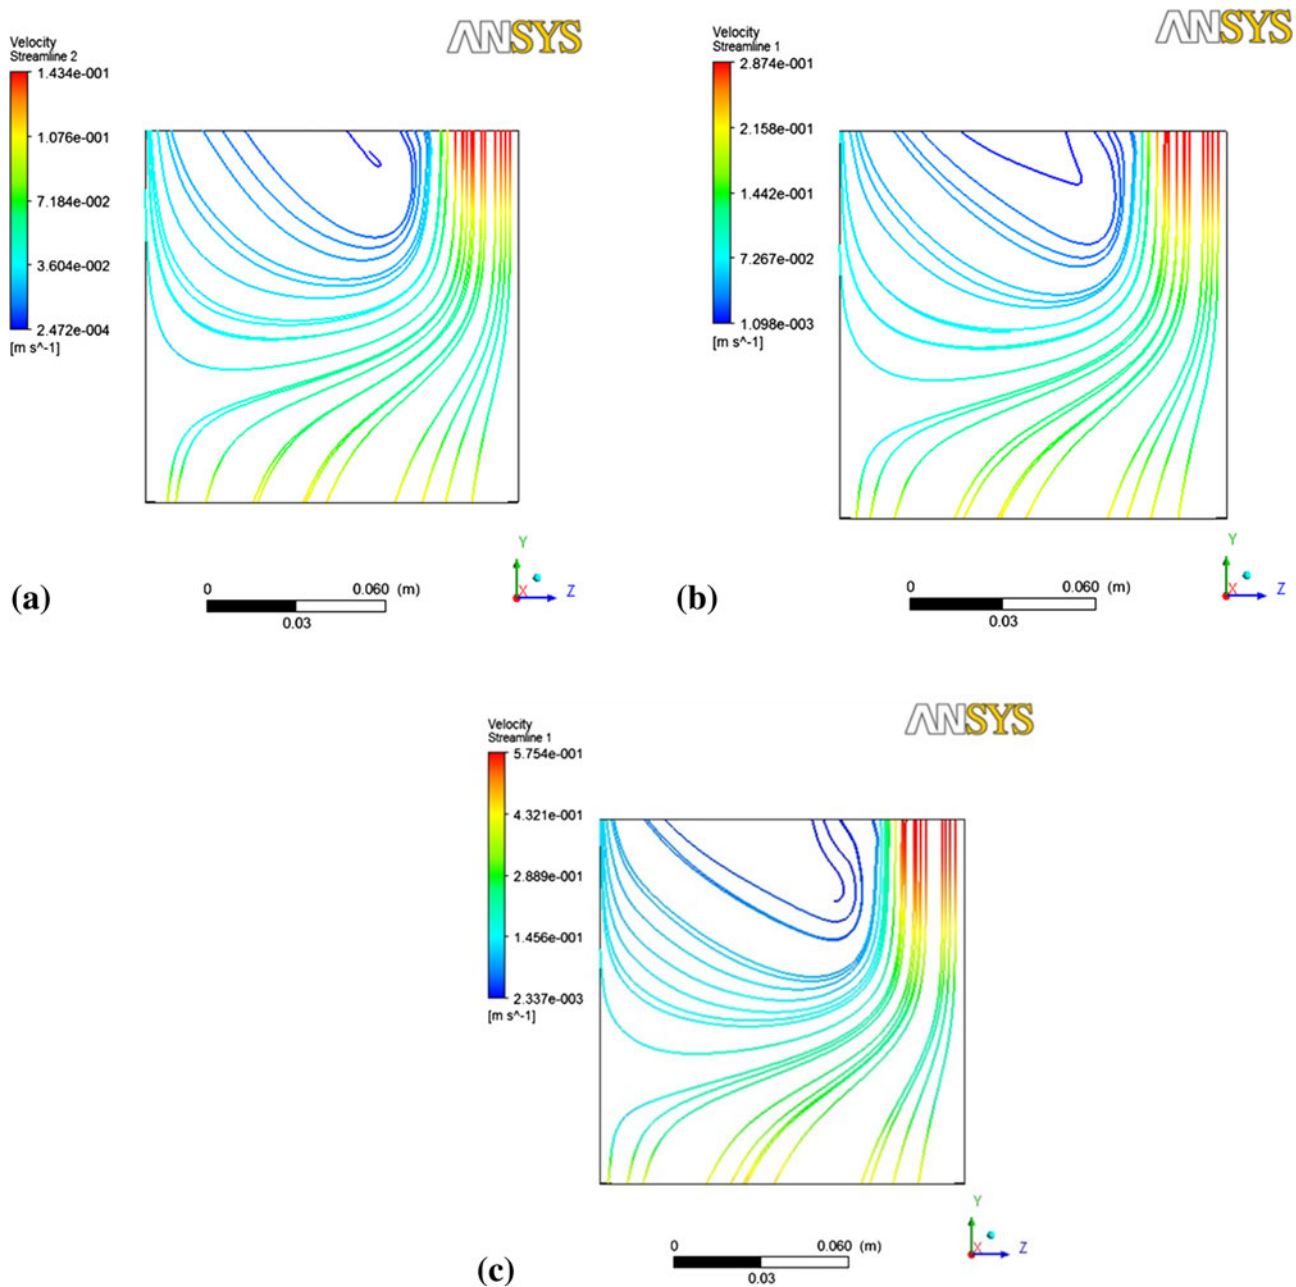 ANSYS
Velocity
Streamline 2
1.434e-001
1.076e-001
7.184e-002
3.604e-002
2.472e-004
[m s^-1]
Y
X
Z
0
0.060
(m)
0.03
(a)
ANSYS
Velocity
Streamline 1
2.874e-001
2.158e-001
1.442e-001
7.267e-002
1.098e-003
[m s^-1]
Y
X
Z
0
0.060
(m)
0.03
(b)
ANSYS
Velocity
Streamline 1
5.754e-001
4.321e-001
2.889e-001
1.456e-001
2.337e-003
[m s^-1]
Y
X
Z
0
0.060
(m)
0.03
(c)